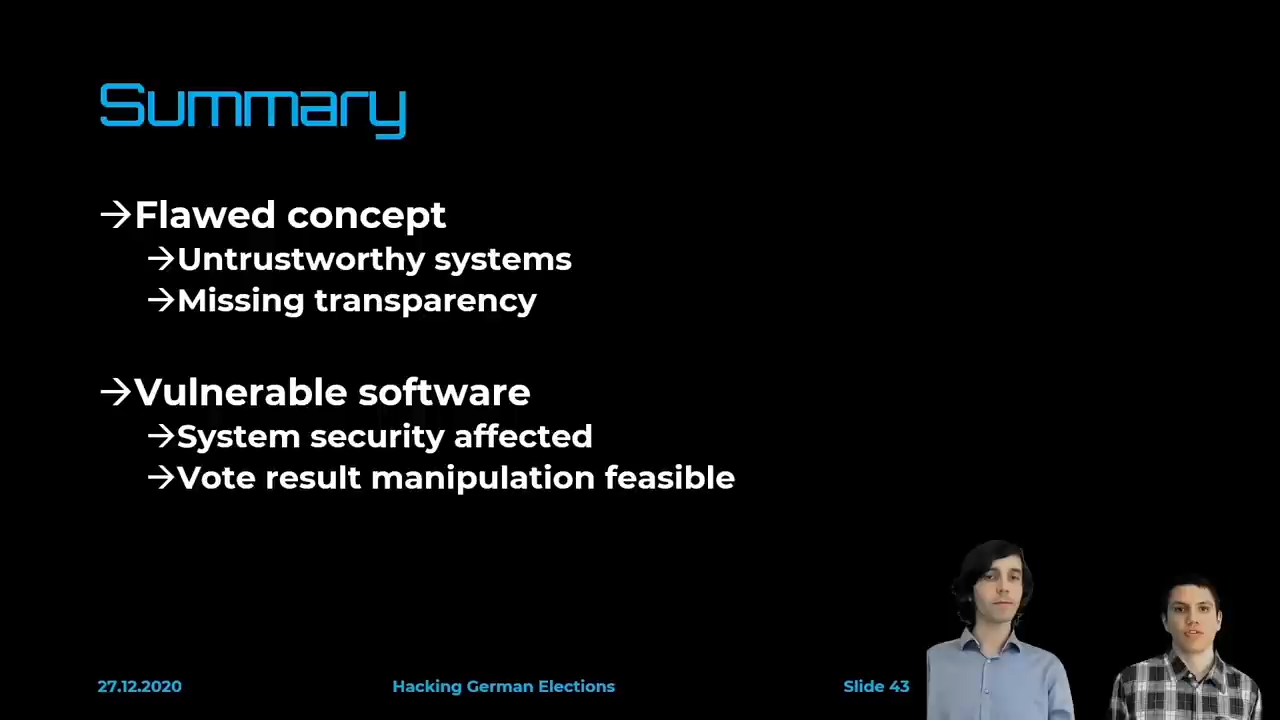 Summary
→Flawed concept
→Untrustworthy systems
→Missing transparency
→Vulnerable software
→System security affected
→Vote result manipulation feasible
27.12.2020 Hacking German Elections Slide 43